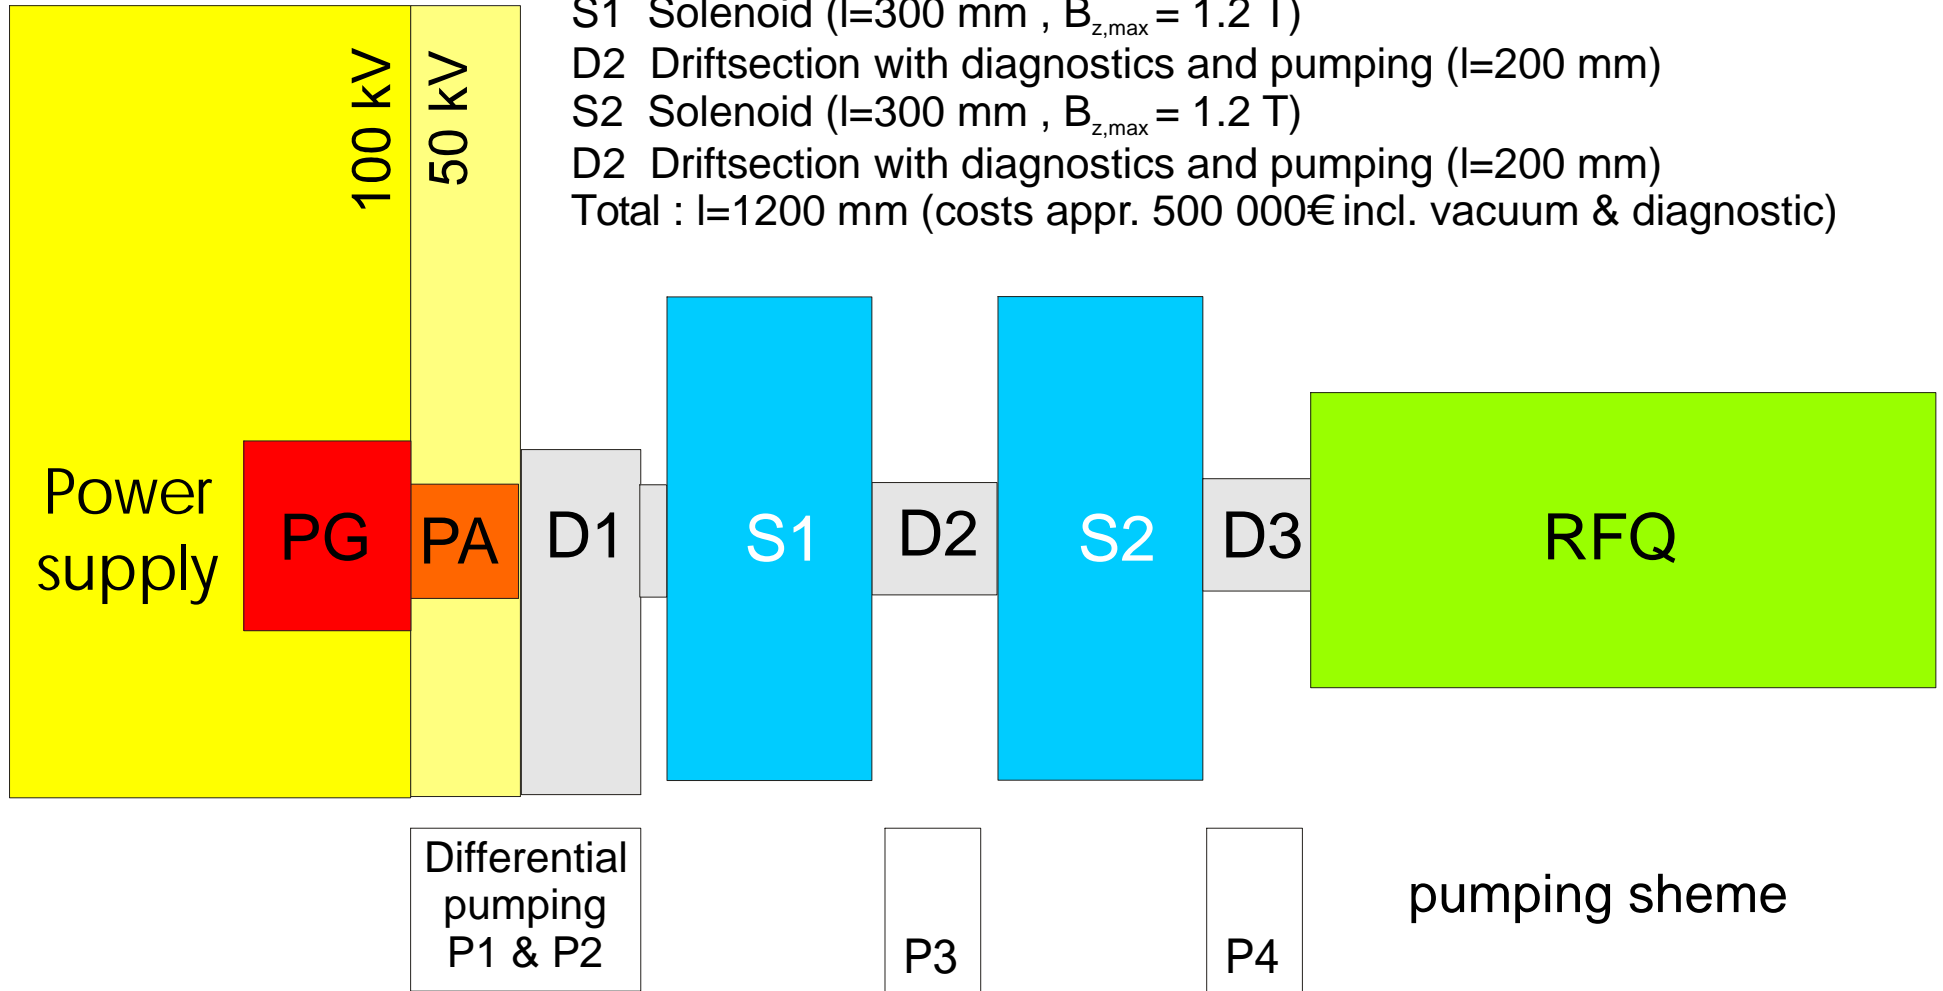 S1 Solenoid (l=300 mm , Bz,max = 1.2 T)
D2 Driftsection with diagnostics and pumping (l=200 mm)
S2 Solenoid (l=300 mm , Bz,max = 1.2 T)
D2 Driftsection with diagnostics and pumping (l=200 mm)
Total : l=1200 mm (costs appr. 500 000€ incl. vacuum & diagnostic)
100 kV
50 kV
Power
supply
PG
PA
D1
S1
D2
S2
D3
RFQ
Differential
pumping
P1 & P2
P3
P4
pumping sheme